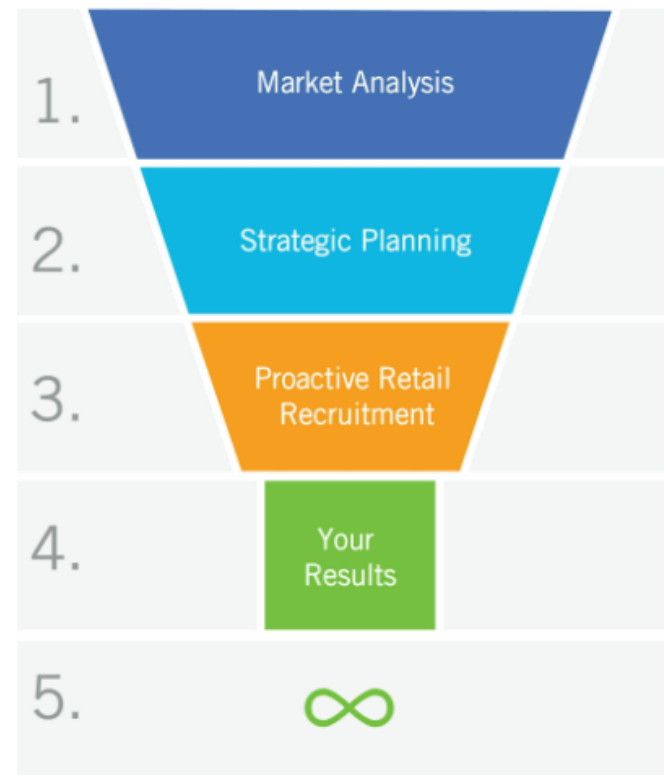 1.
Market Analysis
2.
Strategic Planning
3.
Proactive Retail
Recruitment
4.
Your
Results
5.
∞